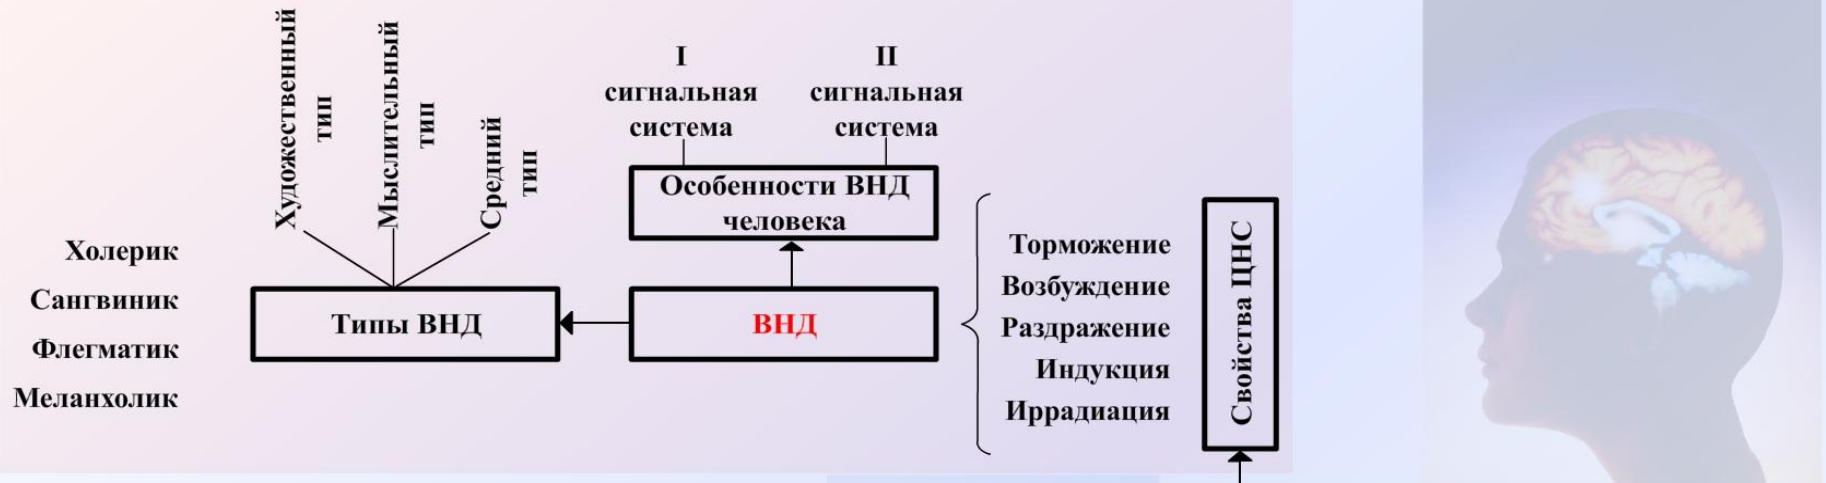 Художественный
тип
Мыслительный
тип
Средний
тип
I
сигнальная
система
II
сигнальная
система
Особенности ВНД
человека
Холерик
Сангвиник
Флегматик
Меланхолик
Типы ВНД
ВНД
Торможение
Возбуждение
Раздражение
Индукция
Иррадиация
Свойства ЦНС